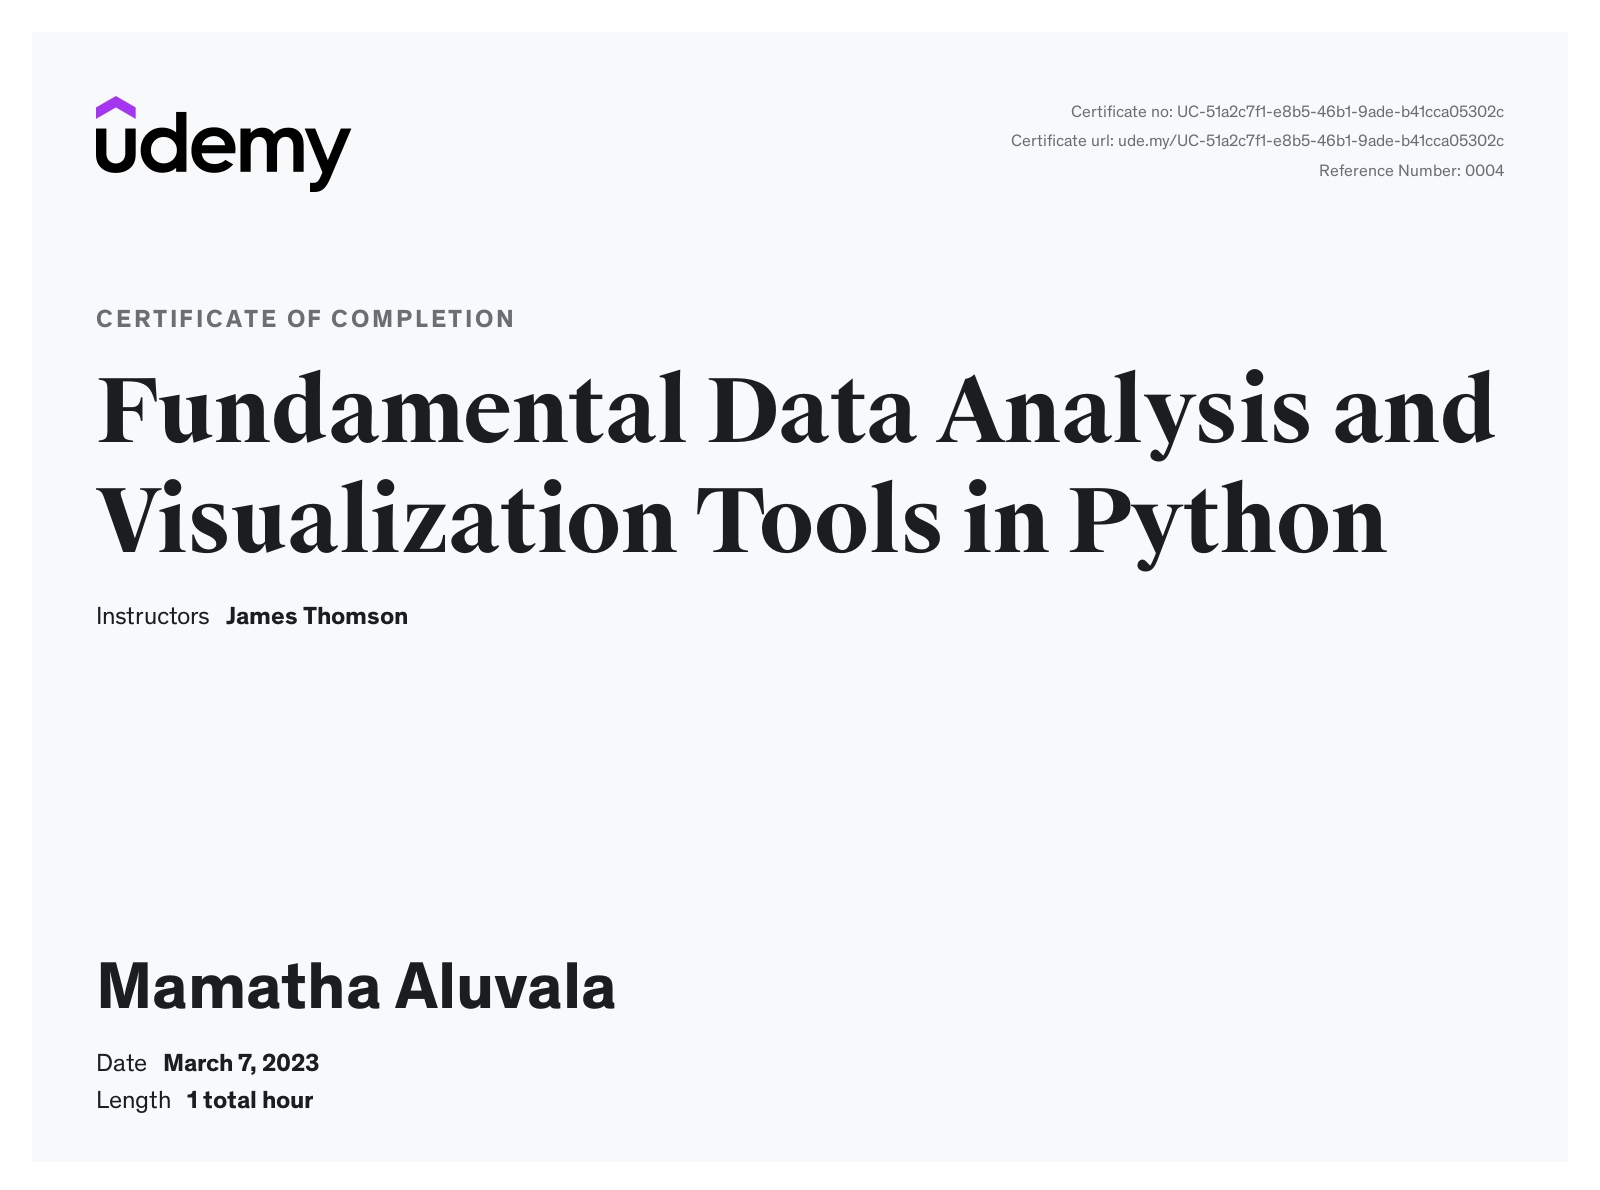 udemy
Certificate no: UC-51a2c7f1-e8b5-46b1-9ade-b41cca05302c
Certificate url: ude.my/UC-51a2c7f1-e8b5-46b1-9ade-b41cca05302c
Reference Number: 0004
CERTIFICATE OF COMPLETION
Fundamental Data Analysis and
Visualization Tools in Python
Instructors James Thomson
Mamatha Aluvala
Date March 7, 2023
Length 1 total hour